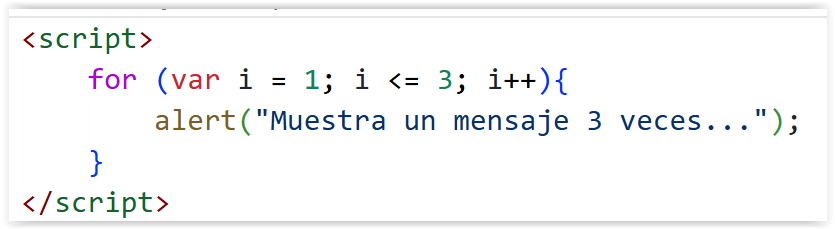 <script>
for (var i = 1; i <= 3; i++){
alert("Muestra un mensaje 3 veces...");
}
</script>